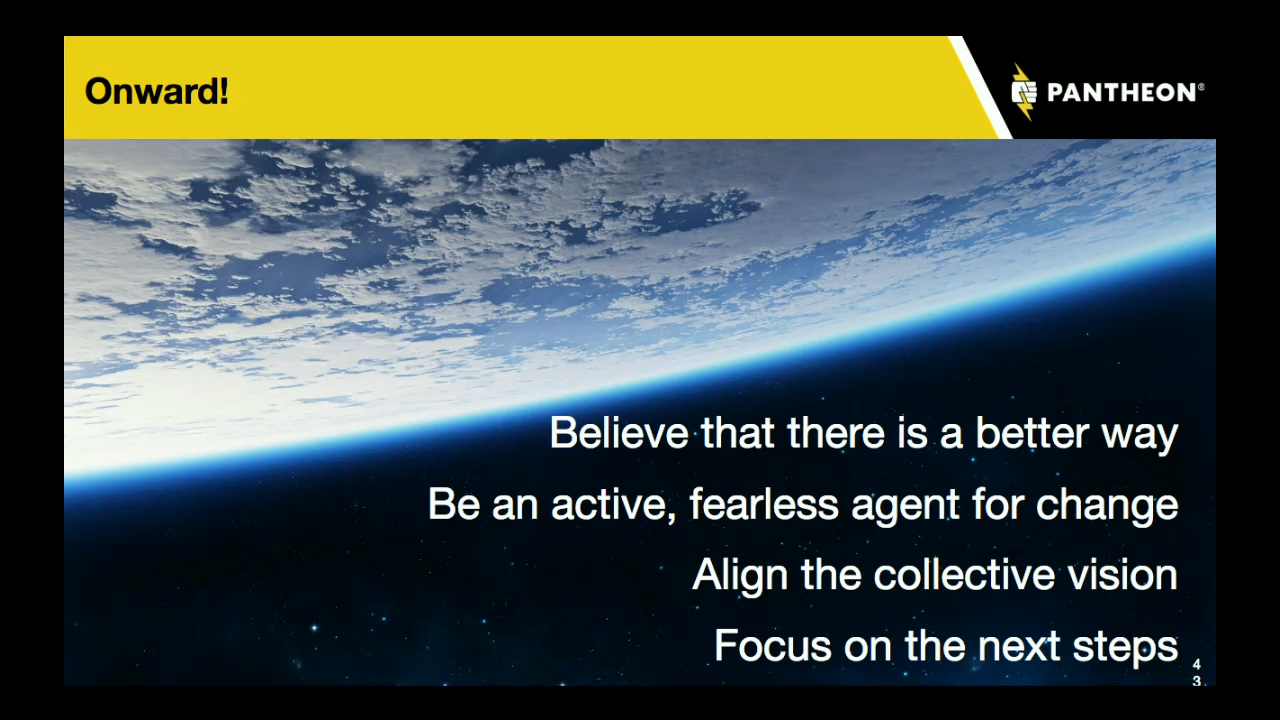 Onward!
PANTHEON®
Believe that there is a better way
Be an active, fearless agent for change
Align the collective vision
Focus on the next steps
4
3